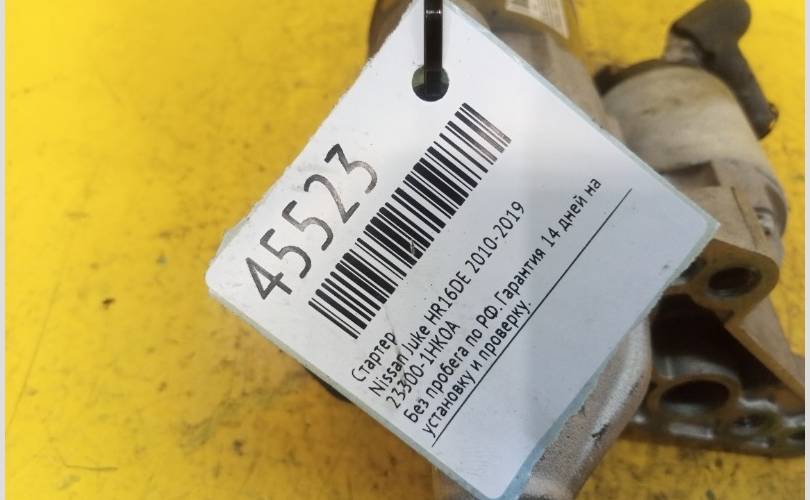 45523
Стартер
Nissan Juke HR16DE 2010-2019
23300-1HK0A
Без пробега по РФ. Гарантия 14 дней на
установку и проверку.